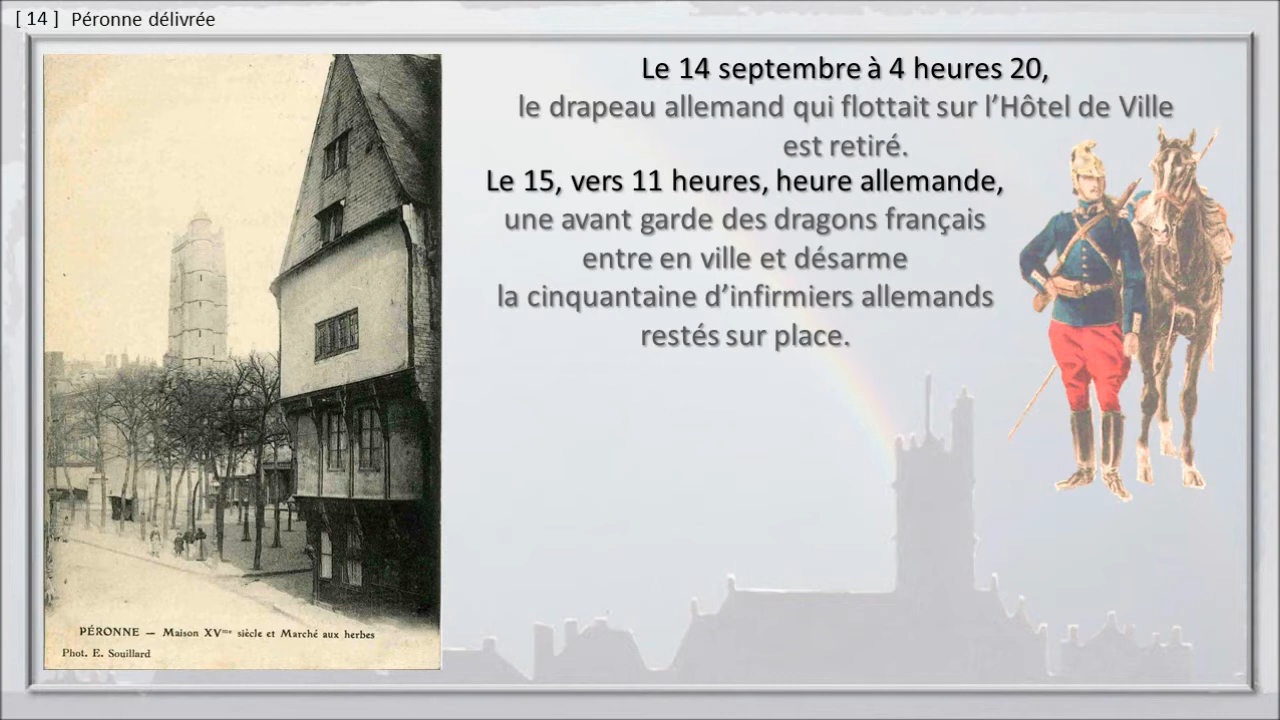 [ 14 ] Péronne délivrée
Le 14 septembre à 4 heures 20,
le drapeau allemand qui flottait sur l’Hôtel de Ville
est retiré.
Le 15, vers 11 heures, heure allemande,
une avant garde des dragons français
entre en ville et désarme
la cinquantaine d’infirmiers allemands
restés sur place.
PÉRONNE — Maison XVme siècle et Marché aux herbes
Phot. E. Souillard